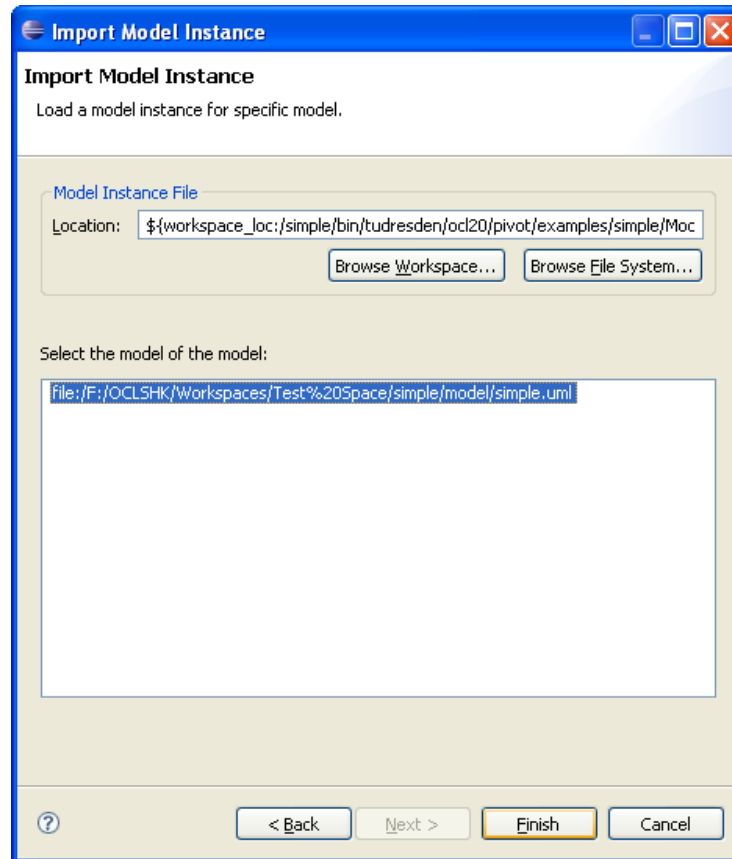 Import Model Instance
Import Model Instance
Load a model instance for specific model.
Model Instance File
Location: ${workspace_loc:/simple/bin/tudresden/ocl20/pivot/examples/simple/Moc
Browse Workspace... Browse File System...
Select the model of the model:
file:/F:/OCLSHK/Workspaces/Test%20Space/simple/model/simple.uml
< Back Next > Finish Cancel